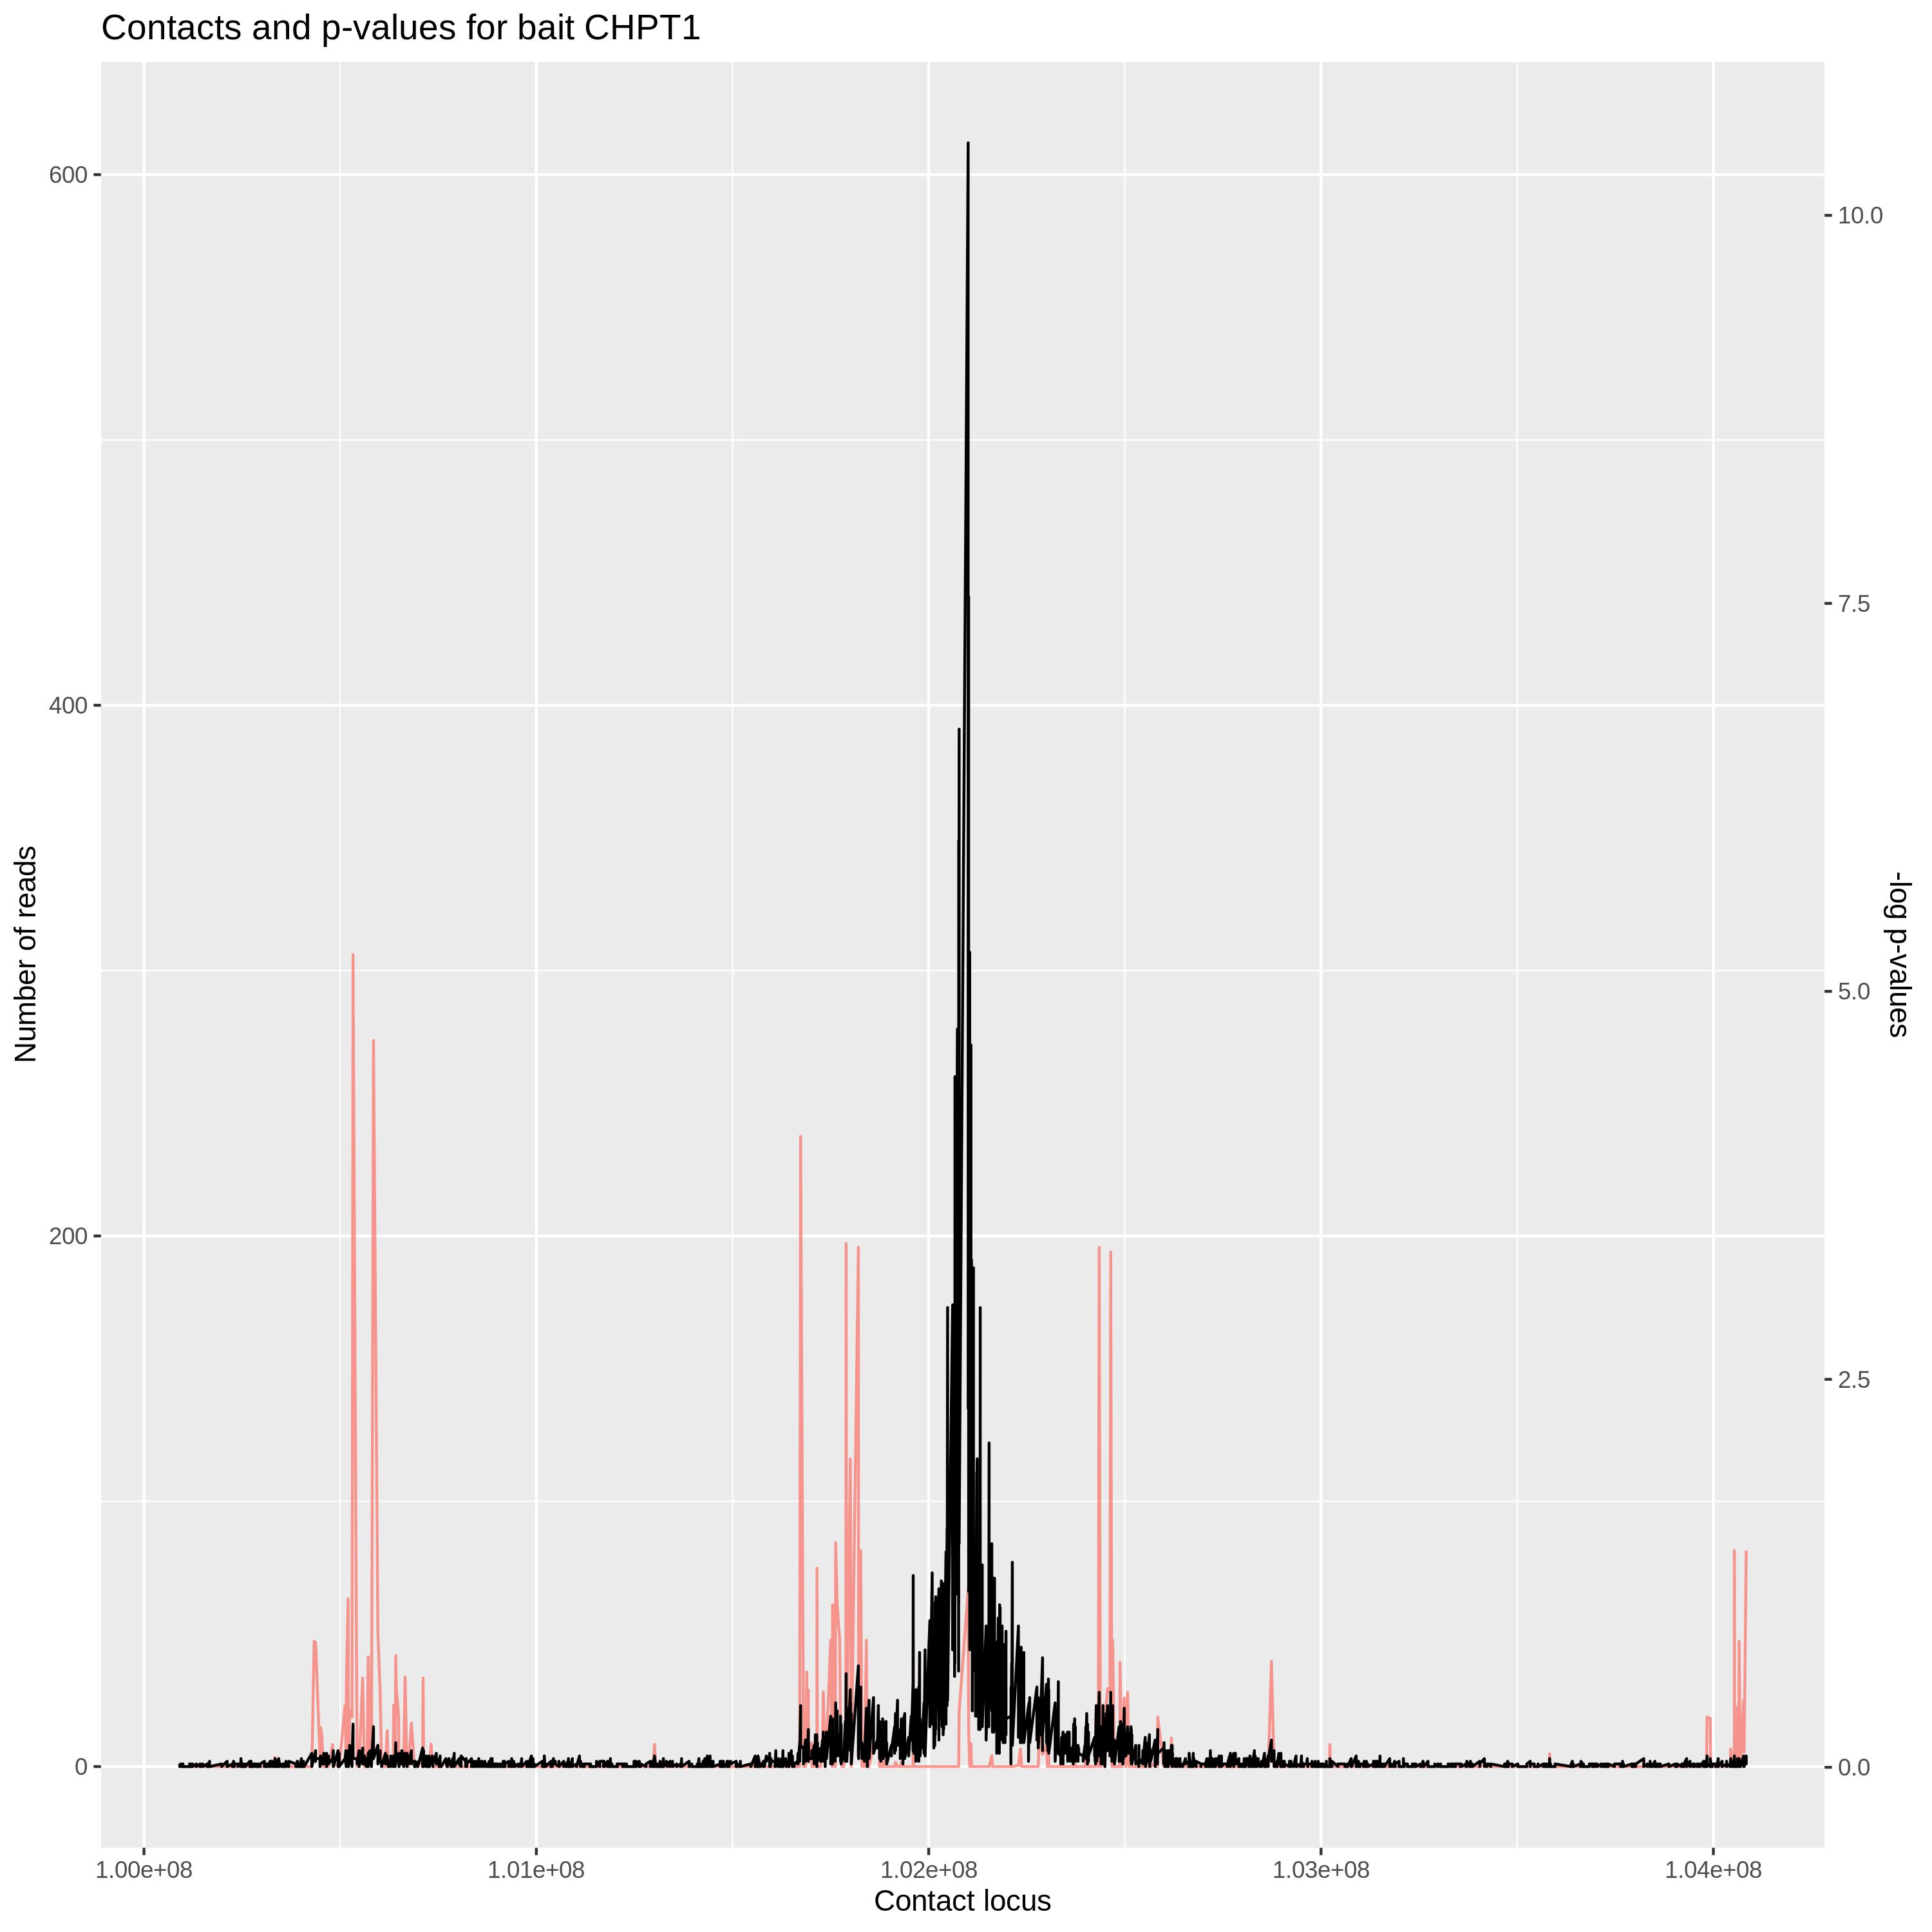 Contacts and p-values for bait CHPT1
600
400
200
0
Number of reads
10.0
7.5
5.0
2.5
0.0
-log p-values
1.00e+08
1.01e+08
1.02e+08
1.03e+08
1.04e+08
Contact locus